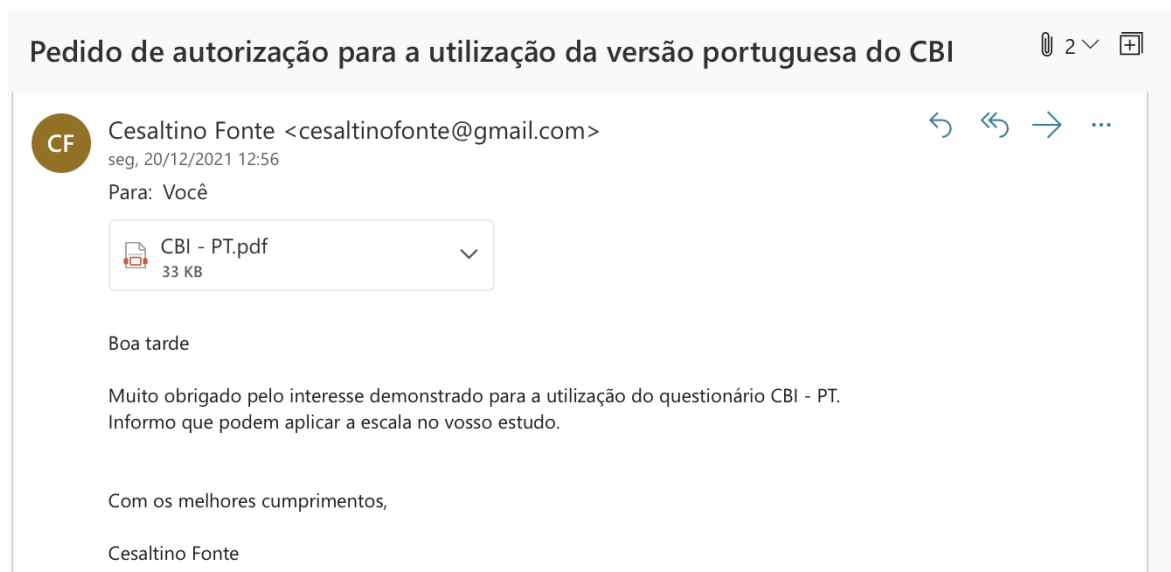 Pedido de autorização para a utilização da versão portuguesa do CBI
2
CF
Cesaltino Fonte <cesaltinofonte@gmail.com>
seg, 20/12/2021 12:56
Para: Você
CBI - PT.pdf
33 KB
Boa tarde
Muito obrigado pelo interesse demonstrado para a utilização do questionário CBI - PT.
Informo que podem aplicar a escala no vosso estudo.
Com os melhores cumprimentos,
Cesaltino Fonte